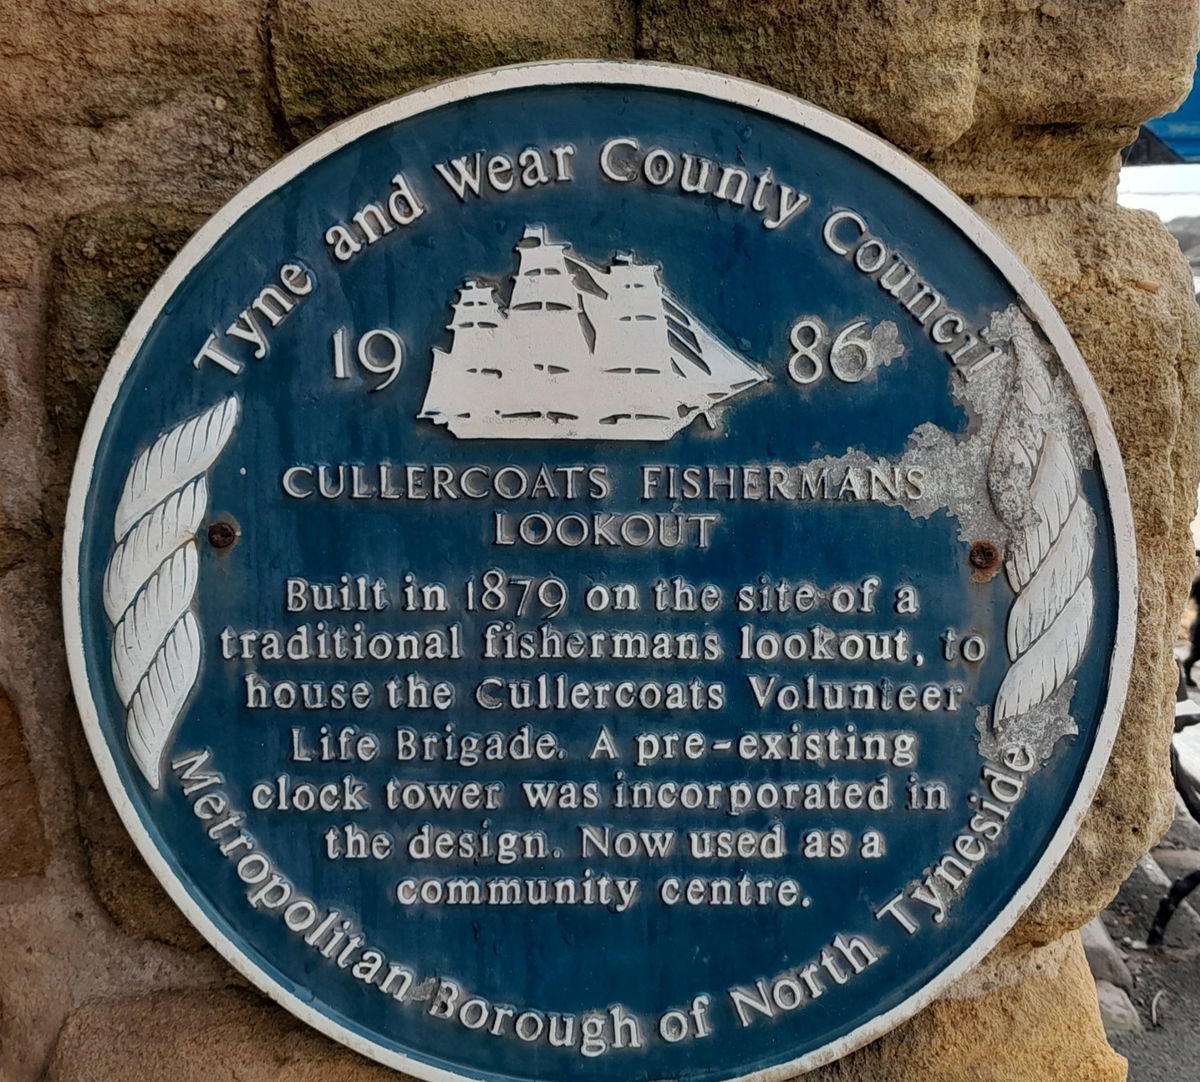 Tyne and Wear County Council
19 86
CULLERCOATS FISHERMANS
LOOKOUT
Built in 1879 on the site of a
traditional fishermans lookout, to
house the Cullercoats Volunteer
Life Brigade. A pre-existing
clock tower was incorporated in
the design. Now used as a
community centre.
Metropolitan Borough of North Tyneside